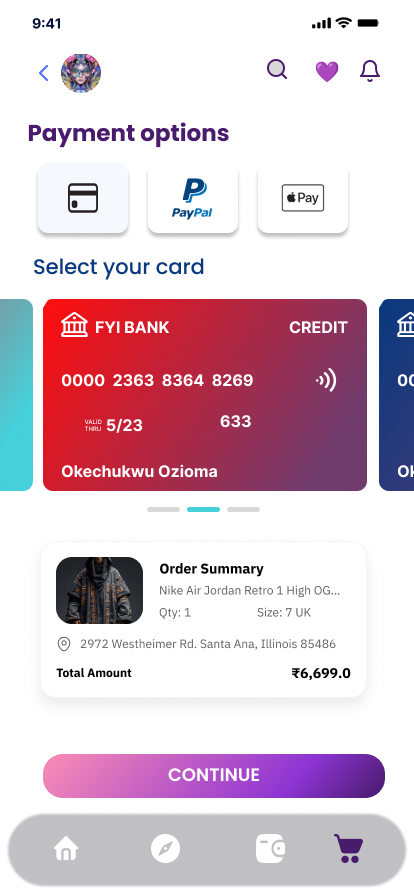 9:41
Payment options
PayPal
Pay
Select your card
FYI BANK CREDIT
0000 2363 8364 8269
00
VALID THRU 5/23 633
Okechukwu Ozioma
Ok
Order Summary
Nike Air Jordan Retro 1 High OG...
Qty: 1 Size: 7 UK
2972 Westheimer Rd. Santa Ana, Illinois 85486
Total Amount ₹6,699.0
CONTINUE